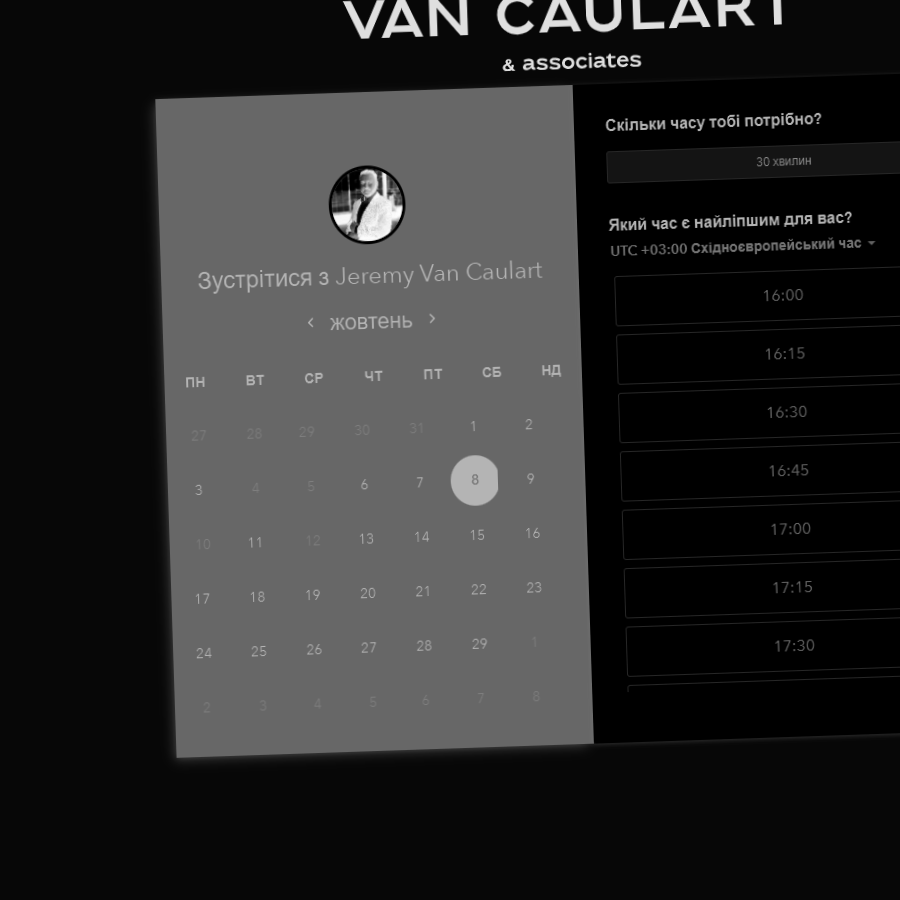 VAN CAULART
& associates
Зустрітися з Jeremy Van Caulart
жовтень
ПН ВТ СР ЧТ ПТ СБ НД
27 28 29 30 31 1 2
3 4 5 6 7 8 9
10 11 12 13 14 15 16
17 18 19 20 21 22 23
24 25 26 27 28 29 1
2 3 4 5 6 7 8
Скільки часу тобі потрібно?
30 хвилин
Який час є найліпшим для вас?
UTC +03:00 Східноєвропейський час
16:00
16:15
16:30
16:45
17:00
17:15
17:30